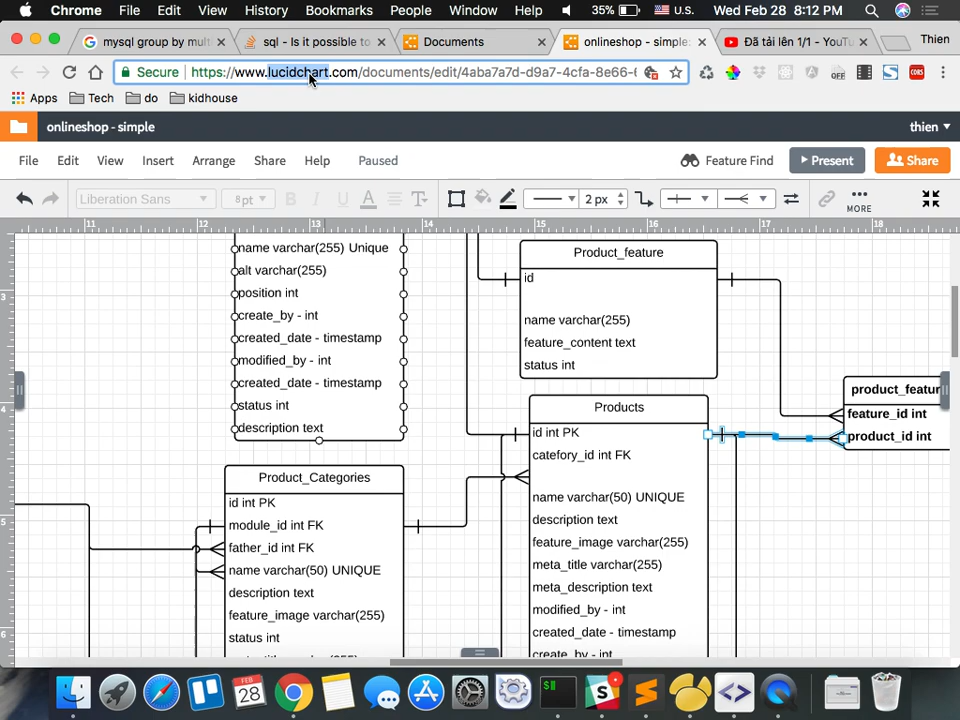 Chrome File Edit View History Bookmarks People Window Help 35% U.S. Wed Feb 28 8:12 PM
mysql group by multi
sql - Is it possible to
Documents
onlineshop - simple:
Đã tải lên 1/1 - YouT
Thien
Secure https://www.lucidchart.com/documents/edit/4aba7a7d-d9a7-4cfa-8e66-6
OFF
CORS
Apps Tech do kidhouse
onlineshop - simple
thien
File Edit View Insert Arrange Share Help Paused
Feature Find
Present
Share
Liberation Sans 8pt B I U A T 2 px MORE
11 12 13 14 15 16 17 18
3
4
5
6
name varchar(255) Unique
alt varchar(255)
position int
create_by - int
created_date - timestamp
modified_by - int
created_date - timestamp
status int
description text
Product_Categories
id int PK
module_id int FK
father_id int FK
name varchar(50) UNIQUE
description text
feature_image varchar(255)
status int
Product_feature
id
name varchar(255)
feature_content text
status int
Products
id int PK
catefory_id int FK
name varchar(50) UNIQUE
description text
feature_image varchar(255)
meta_title varchar(255)
meta_description text
modified_by - int
created_date - timestamp
create_by - int
product_featur
feature_id int
product_id int
FEB
28